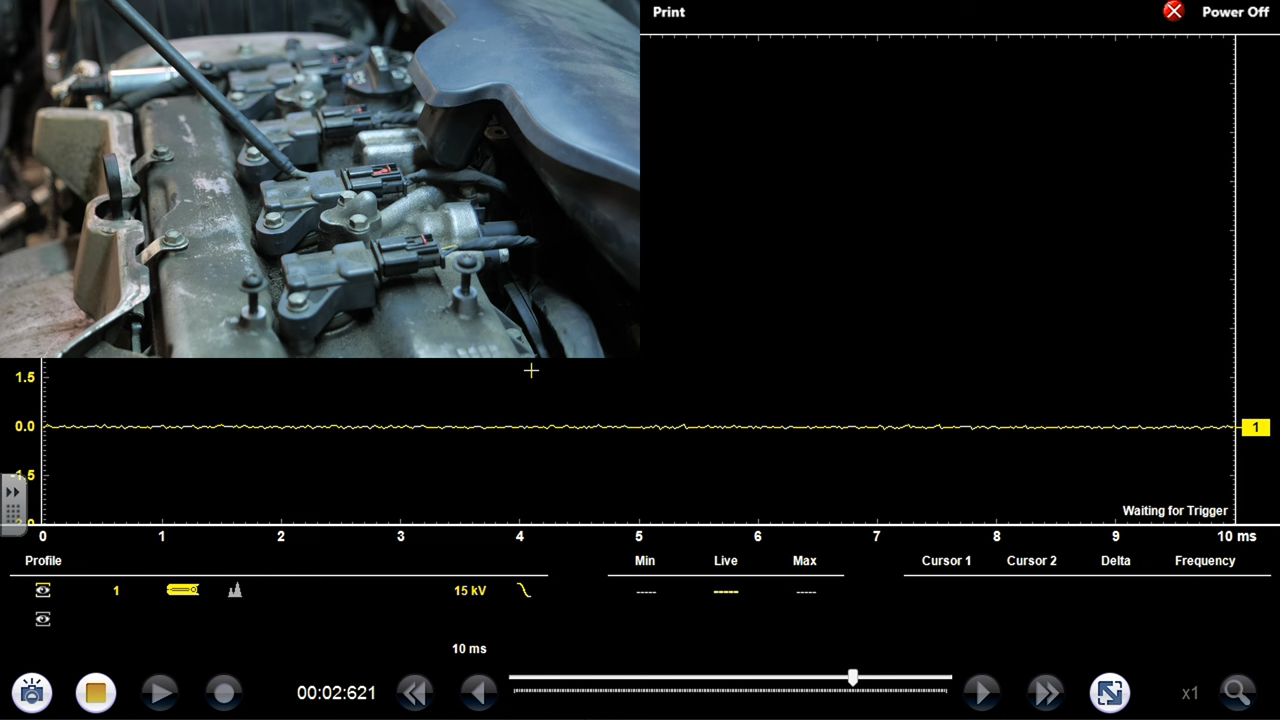 Print
Power Off
1.5
0.0
1
-1.5
Waiting for Trigger
0 1 2 3 4 5 6 7 8 9 10 ms
Profile Min Live Max Cursor 1 Cursor 2 Delta Frequency
1 15 kV ----- ----- -----
10 ms
00:02:621
x1